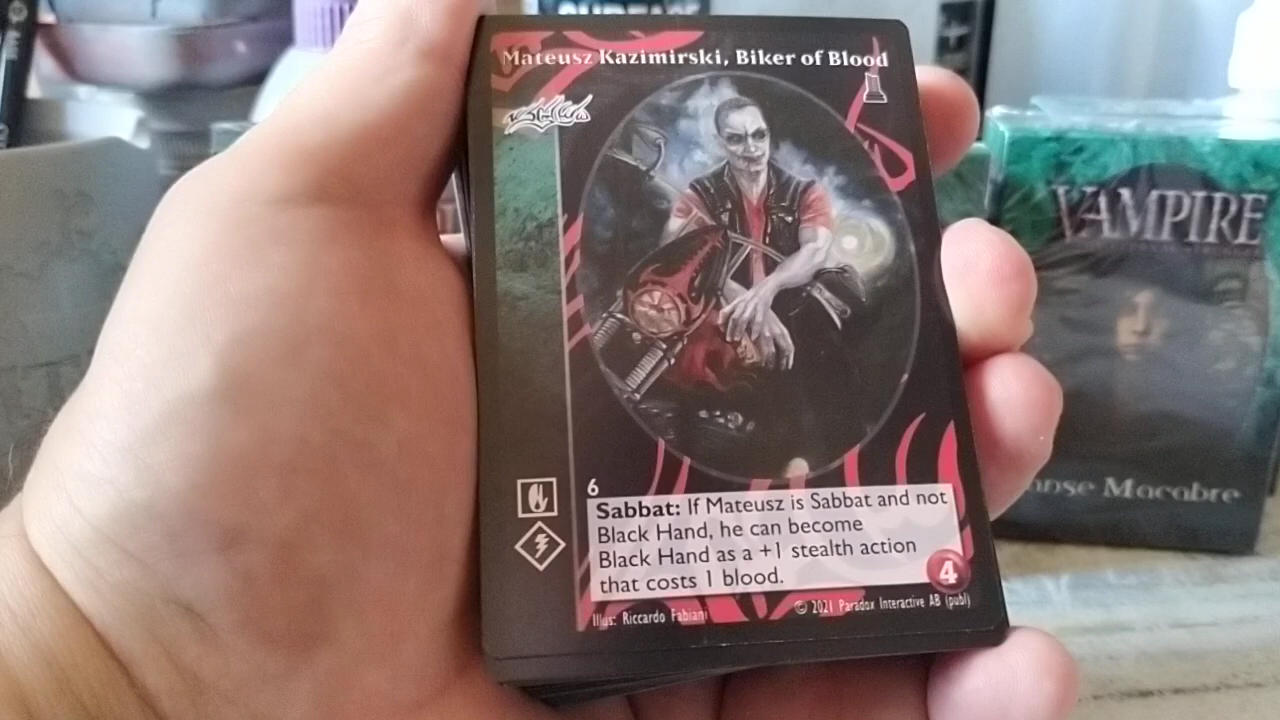 Mateusz Kazimirski, Biker of Blood
6
Sabbat: If Mateusz is Sabbat and not
Black Hand, he can become
Black Hand as a +1 stealth action
that costs 1 blood.
4
Illus: Riccardo Fabiani
© 2021 Paradox Interactive AB (publ)
VAMPIRE
Macabre